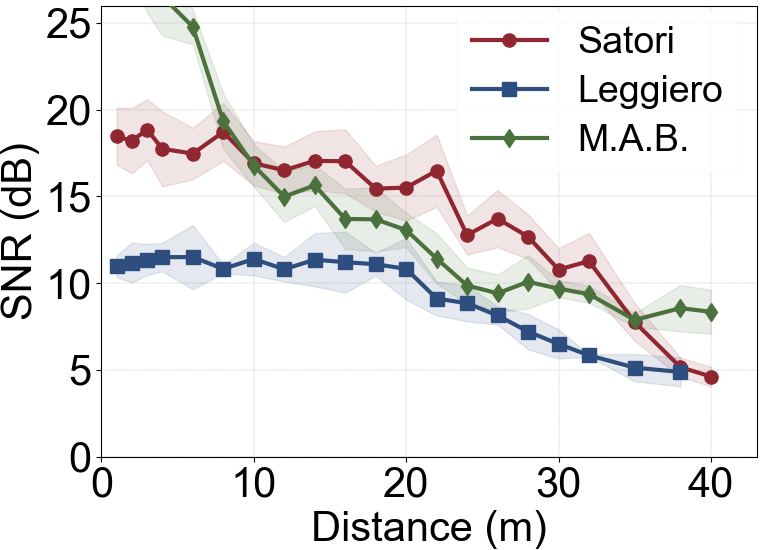 SNR (dB)
25
20
15
10
5
0
Satori
Leggiero
M.A.B.
0 10 20 30 40
Distance (m)